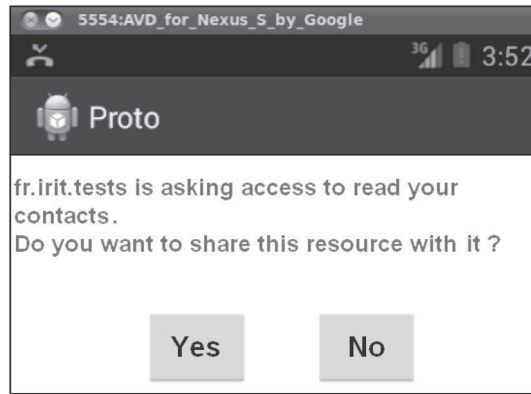 5554:AVD_for_Nexus_S_by_Google
3G 3:52
Proto
fr.irit.tests is asking access to read your
contacts.
Do you want to share this resource with it ?
Yes No